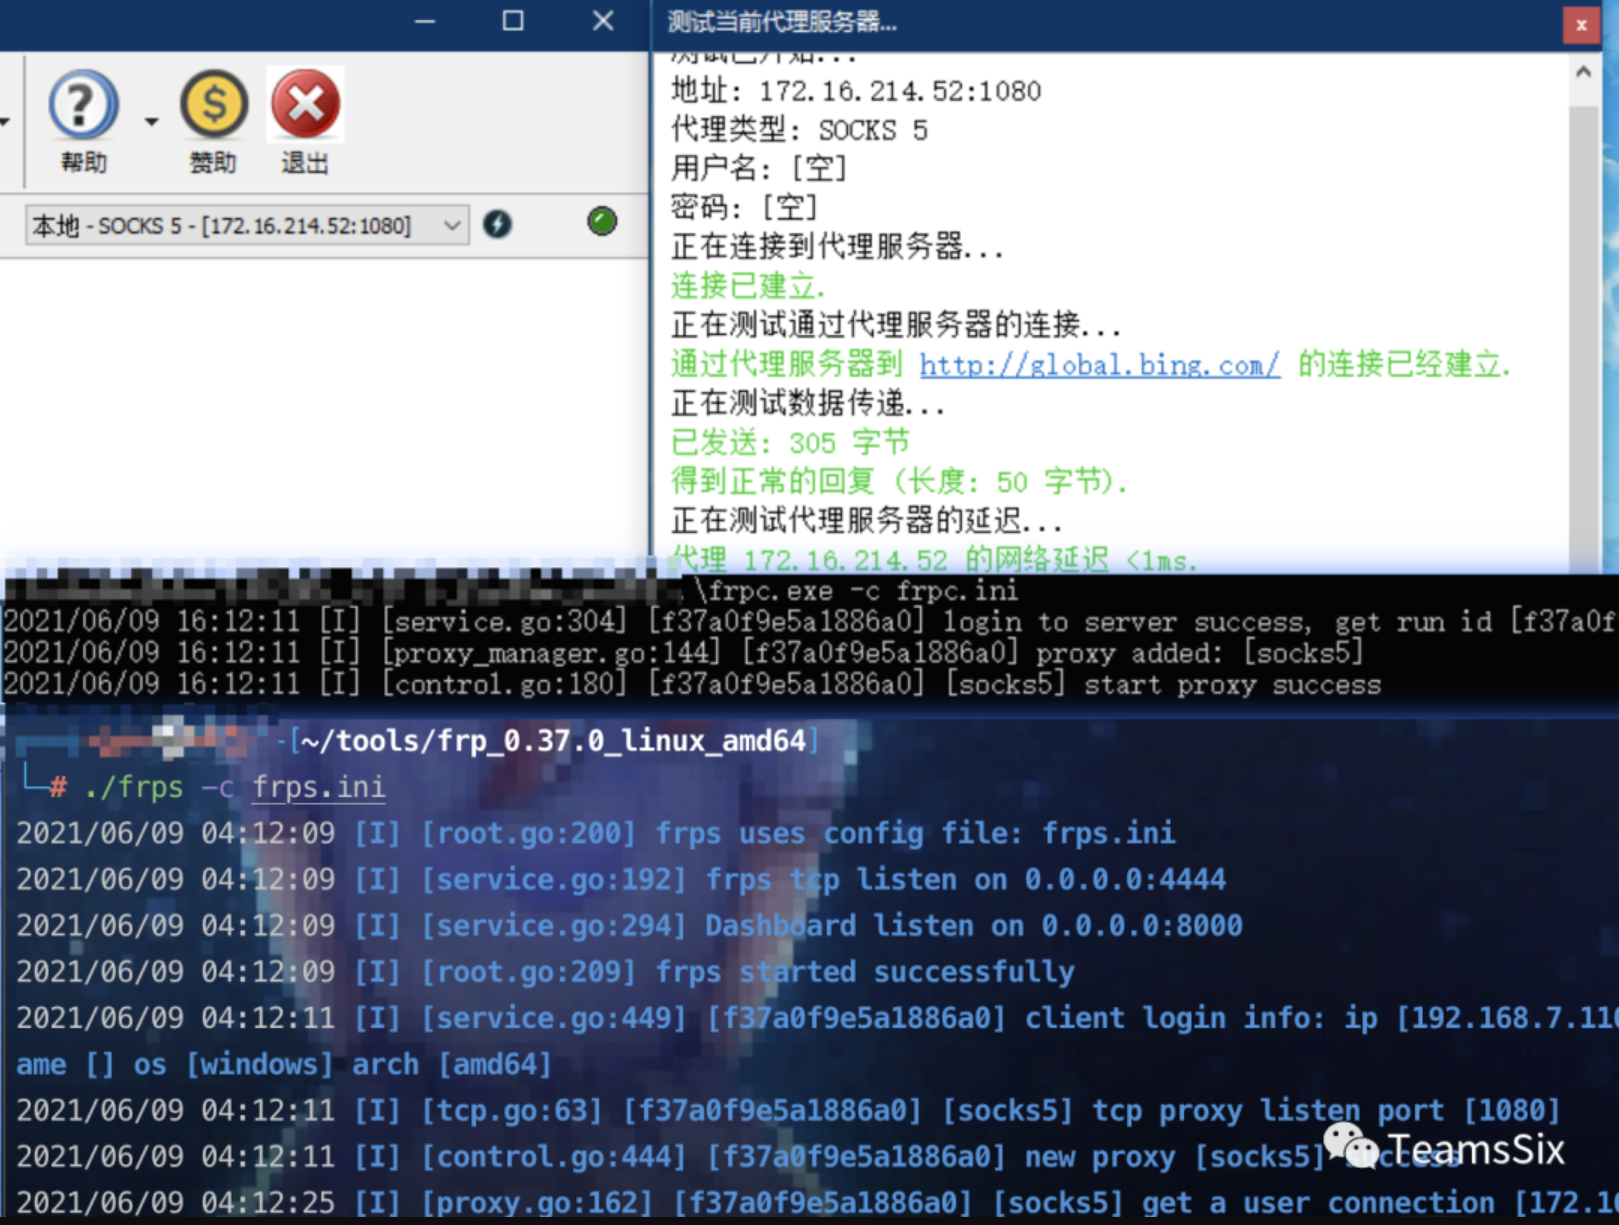 测试当前代理服务器...
帮助
赞助
退出
本地 - SOCKS 5 - [172.16.214.52:1080]
测试已开始...
地址: 172.16.214.52:1080
代理类型: SOCKS 5
用户名: [空]
密码: [空]
正在连接到代理服务器...
连接已建立.
正在测试通过代理服务器的连接...
通过代理服务器到 http://global.bing.com/ 的连接已经建立.
正在测试数据传递...
已发送: 305 字节
得到正常的回复 (长度: 50 字节).
正在测试代理服务器的延迟...
代理 172.16.214.52 的网络延迟 <1ms.
\frpc.exe -c frpc.ini
2021/06/09 16:12:11 [I] [service.go:304] [f37a0f9e5a1886a0] login to server success, get run id [f37a0f
2021/06/09 16:12:11 [I] [proxy_manager.go:144] [f37a0f9e5a1886a0] proxy added: [socks5]
2021/06/09 16:12:11 [I] [control.go:180] [f37a0f9e5a1886a0] [socks5] start proxy success
-[~/tools/frp_0.37.0_linux_amd64]
└─# ./frps -c frps.ini
2021/06/09 04:12:09 [I] [root.go:200] frps uses config file: frps.ini
2021/06/09 04:12:09 [I] [service.go:192] frps tcp listen on 0.0.0.0:4444
2021/06/09 04:12:09 [I] [service.go:294] Dashboard listen on 0.0.0.0:8000
2021/06/09 04:12:09 [I] [root.go:209] frps started successfully
2021/06/09 04:12:11 [I] [service.go:449] [f37a0f9e5a1886a0] client login info: ip [192.168.7.110
ame [] os [windows] arch [amd64]
2021/06/09 04:12:11 [I] [tcp.go:63] [f37a0f9e5a1886a0] [socks5] tcp proxy listen port [1080]
2021/06/09 04:12:11 [I] [control.go:444] [f37a0f9e5a1886a0] new proxy [socks5] success
TeamsSix
2021/06/09 04:12:25 [I] [proxy.go:162] [f37a0f9e5a1886a0] [socks5] get a user connection [172.16